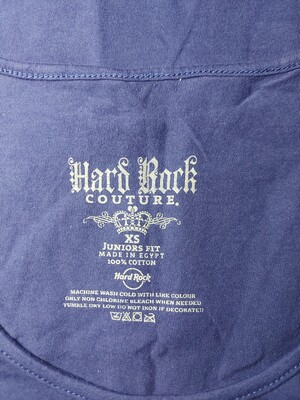 Hard Rock
COUTURE.
XS
JUNIORS FIT
MADE IN EGYPT
100% COTTON
Hard Rock
MACHINE WASH COLD WITH LIKE COLOUR
ONLY NON CHLORINE BLEACH WHEN NEEDED
TUMBLE DRY LOW DO NOT IRON IF DECORATED